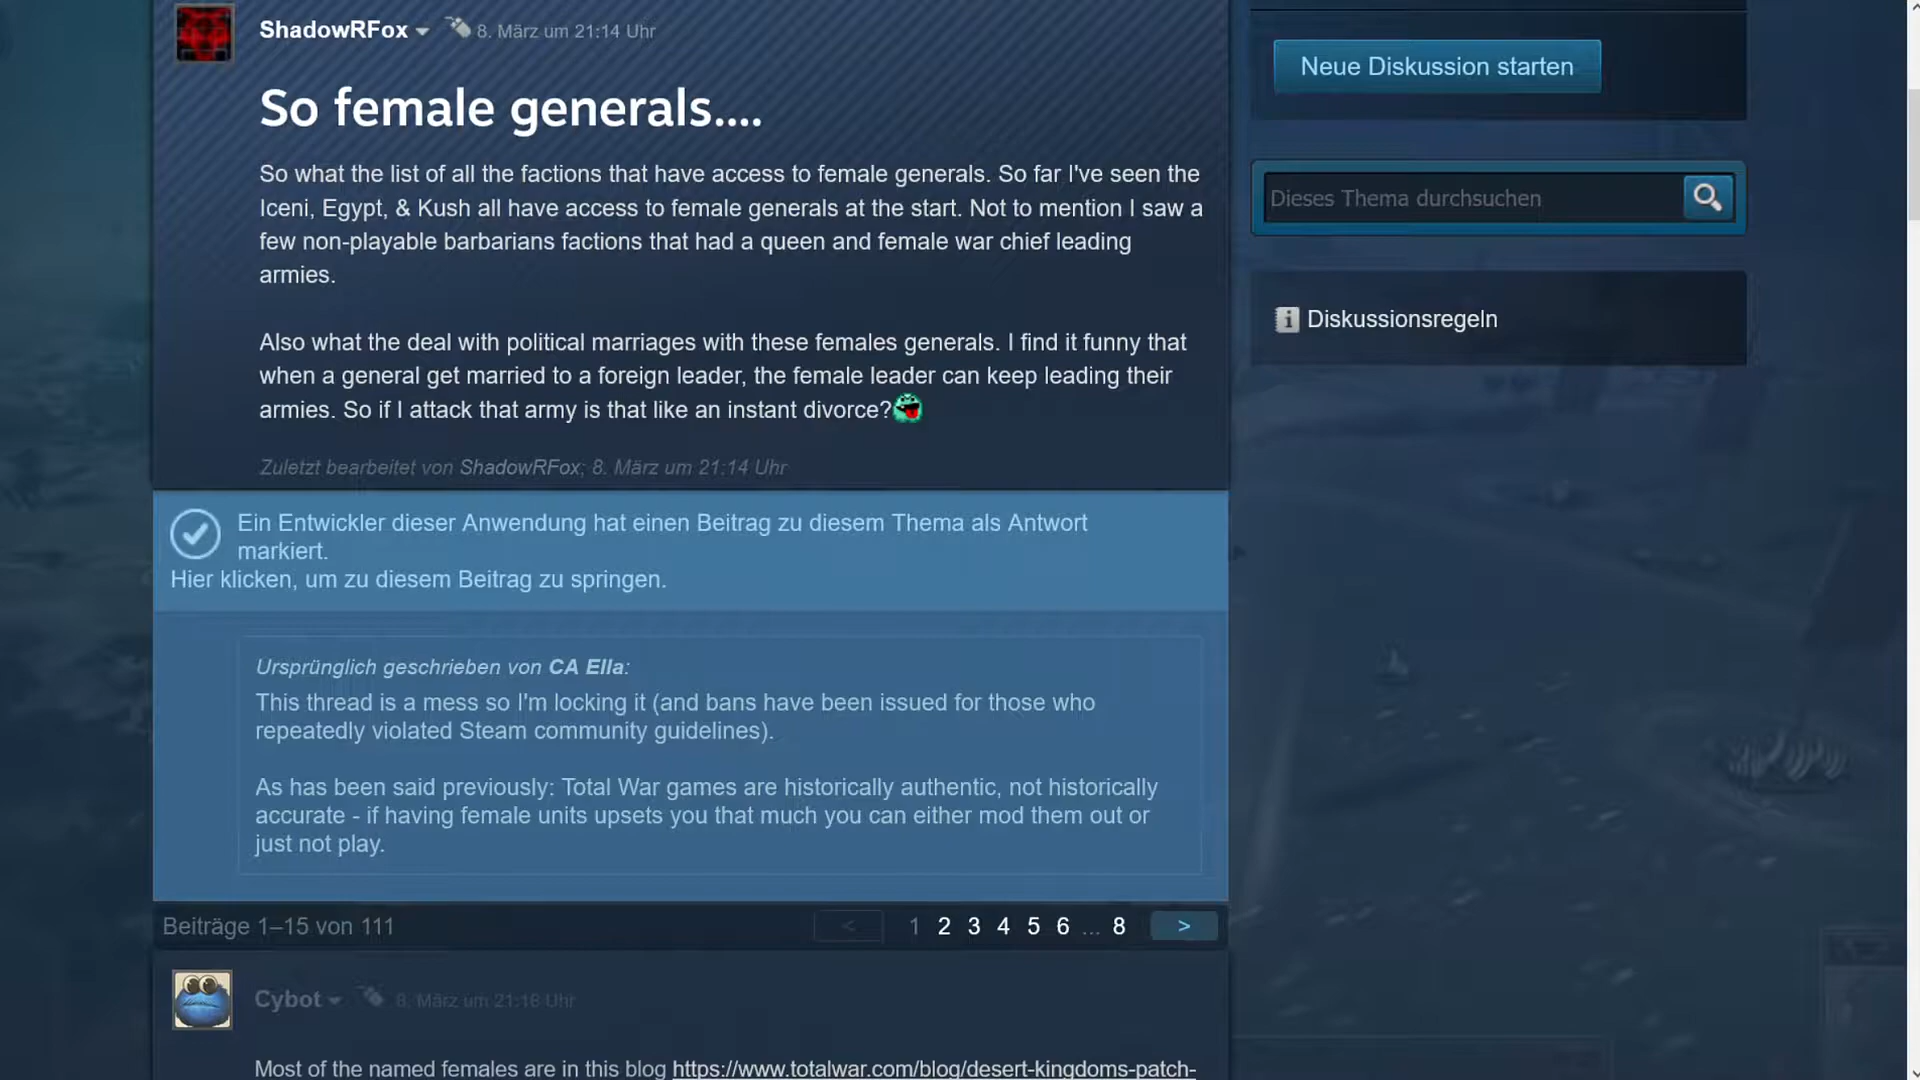 ShadowRFox 8. März um 21:14 Uhr
Neue Diskussion starten
So female generals....
So what the list of all the factions that have access to female generals. So far I've seen the
Iceni, Egypt, & Kush all have access to female generals at the start. Not to mention I saw a
few non-playable barbarians factions that had a queen and female war chief leading
armies.
Dieses Thema durchsuchen
Diskussionsregeln
Also what the deal with political marriages with these females generals. I find it funny that
when a general get married to a foreign leader, the female leader can keep leading their
armies. So if I attack that army is that like an instant divorce?
Zuletzt bearbeitet von ShadowRFox; 8. März um 21:14 Uhr
Ein Entwickler dieser Anwendung hat einen Beitrag zu diesem Thema als Antwort
markiert.
Hier klicken, um zu diesem Beitrag zu springen.
Ursprünglich geschrieben von CA Ella:
This thread is a mess so I'm locking it (and bans have been issued for those who
repeatedly violated Steam community guidelines).
As has been said previously: Total War games are historically authentic, not historically
accurate - if having female units upsets you that much you can either mod them out or
just not play.
Beiträge 1–15 von 111
< 1 2 3 4 5 6 ... 8 >
Cybot 8. März um 21:16 Uhr
Most of the named females are in this blog https://www.totalwar.com/blog/desert-kingdoms-patch-